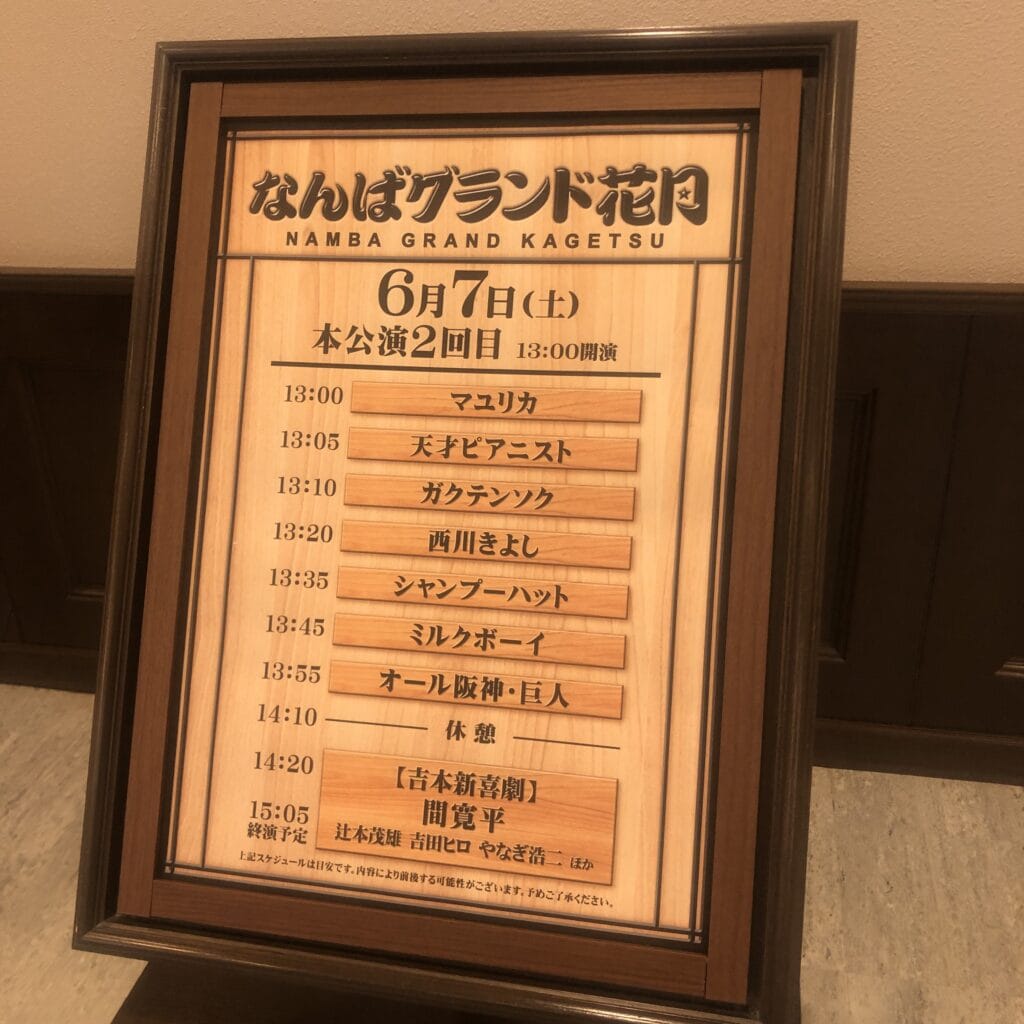 なんばグランド花月
NAMBA GRAND KAGETSU
6月7日(土)
本公演2回目 13:00開演
13:00 マユリカ
13:05 天才ピアニスト
13:10 ガクテンソク
13:20 西川きよし
13:35 シャンプーハット
13:45 ミルクボーイ
13:55 オール阪神・巨人
14:10 休憩
14:20 【吉本新喜劇】
間寛平
15:05
終演予定
辻本茂雄 吉田ヒロ やなぎ浩二 ほか
上記スケジュールは目安です。内容により前後する可能性がございます。予めご了承ください。